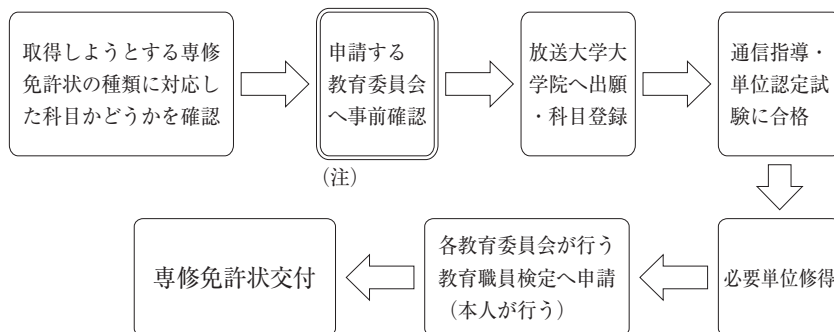 取得しようとする専修
免許状の種類に対応し
た科目かどうかを確認
申請する
教育委員会
へ事前確認
(注)
放送大学大
学院へ出願
・科目登録
通信指導・
単位認定試
験に合格
必要単位修得
各教育委員会が行う
教育職員検定へ申請
(本人が行う)
専修免許状交付